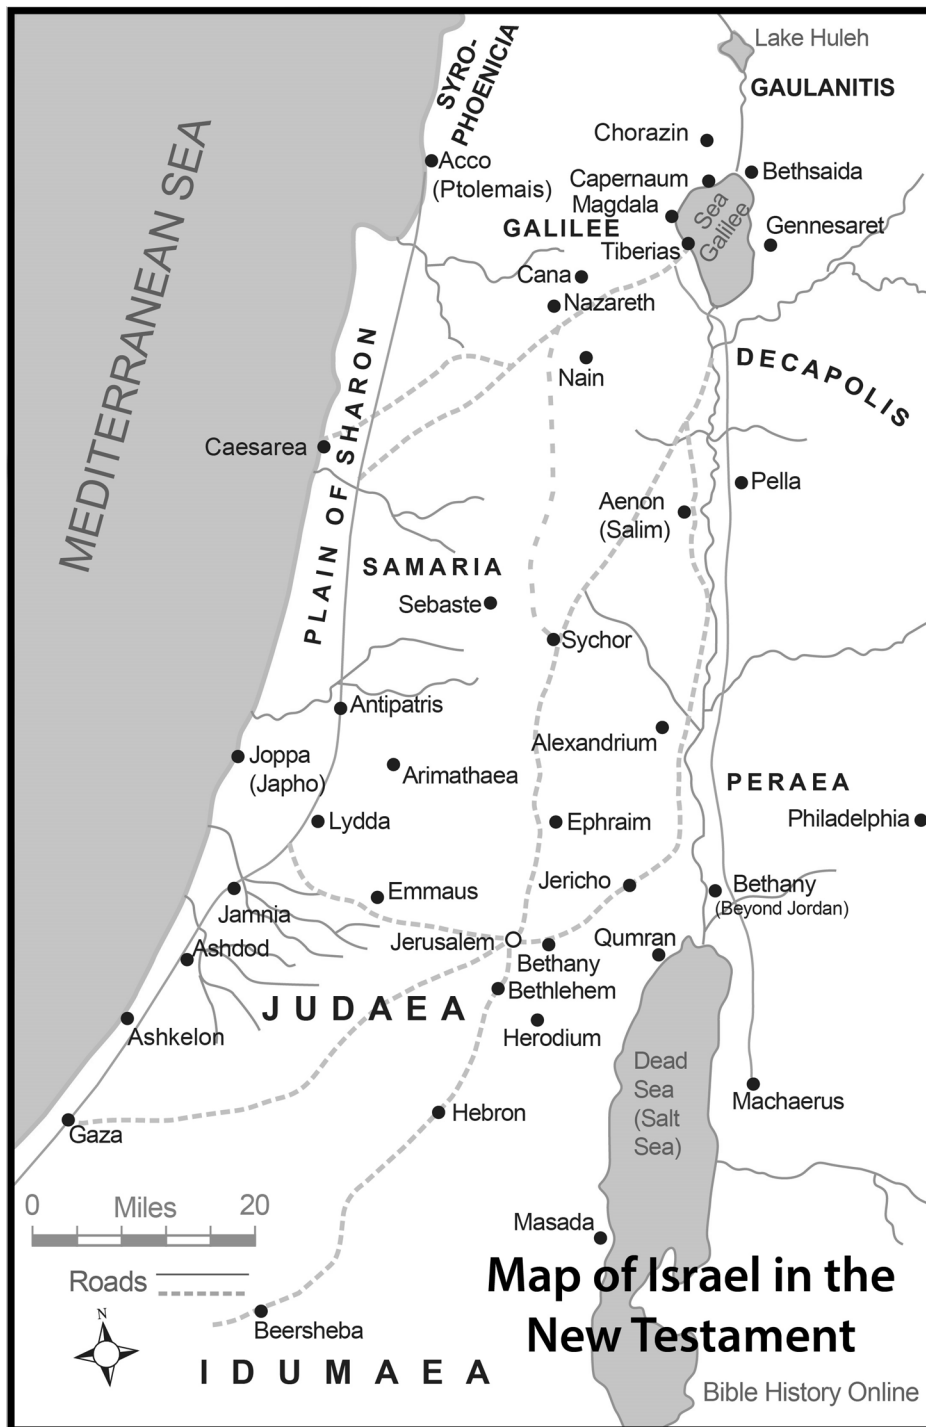 Lake Huleh
SYRO-
PHOENICIA
GAULANITIS
MEDITERRANEAN SEA
Chorazin
Acco
(Ptolemais)
Capernaum
Bethsaida
Magdala
Sea
Galilee
GALILEE
Gennesaret
Tiberias
Cana
Nazareth
DECAPOLIS
Nain
PLAIN OF SHARON
Caesarea
Pella
Aenon
(Salim)
SAMARIA
Sebaste
Sychor
Antipatris
Alexandrium
Joppa
(Japho)
Arimathaea
PERAEA
Lydda
Ephraim
Philadelphia
Jericho
Emmaus
Bethany
(Beyond Jordan)
Jamnia
Jerusalem
Qumran
Ashdod
Bethany
Bethlehem
JUDAEA
Ashkelon
Herodium
Dead
Sea
(Salt
Sea)
Machaerus
Hebron
Gaza
0 Miles 20
Masada
Roads
Map of Israel in the
New Testament
N
Beersheba
IDUMAEA
Bible History Online